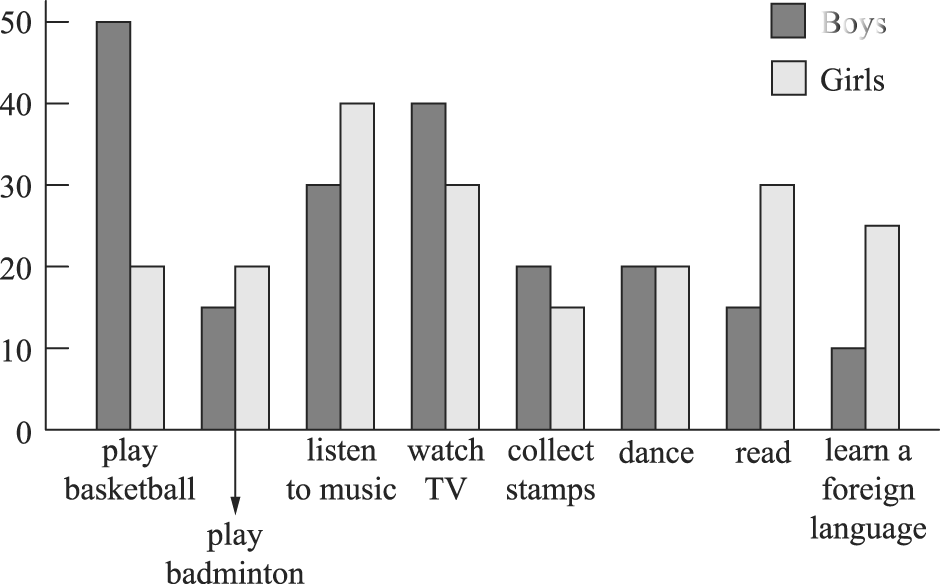 50
40
30
20
10
0
Boys
Girls
play
basketball
play
badminton
listen
to music
watch
TV
collect
stamps
dance
read
learn a
foreign
language